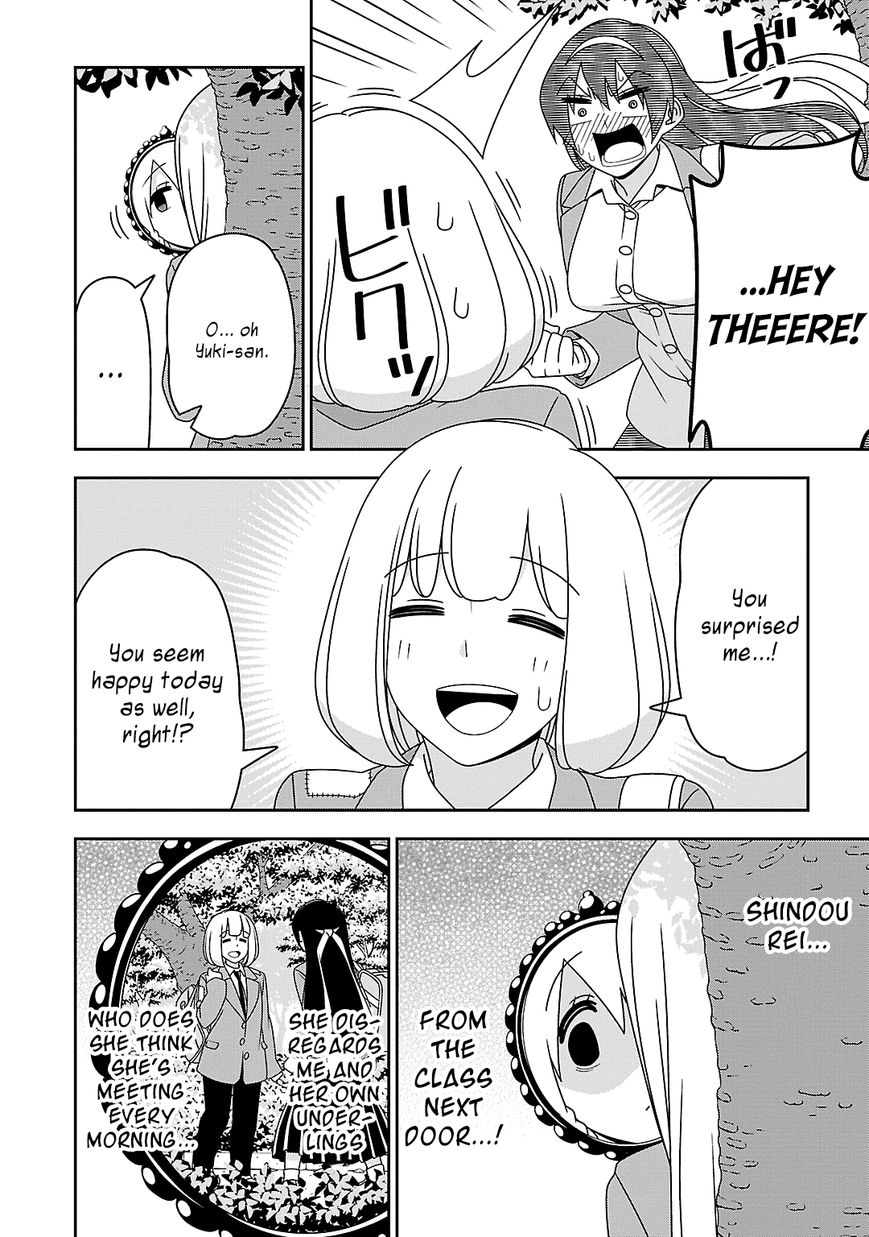 ばっ
...HEY
THEEERE!
ビクッ
O... oh
Yuki-san.
...
You
surprised
me...!
You seem
happy today
as well,
right!?
SHINDOU
REI...
FROM
THE
CLASS
NEXT
DOOR...!
SHE DIS-
REGARDS
ME AND
HER OWN
UNDER-
LINGS
WHO DOES
SHE THINK
SHE'S
MEETING
EVERY
MORNING...